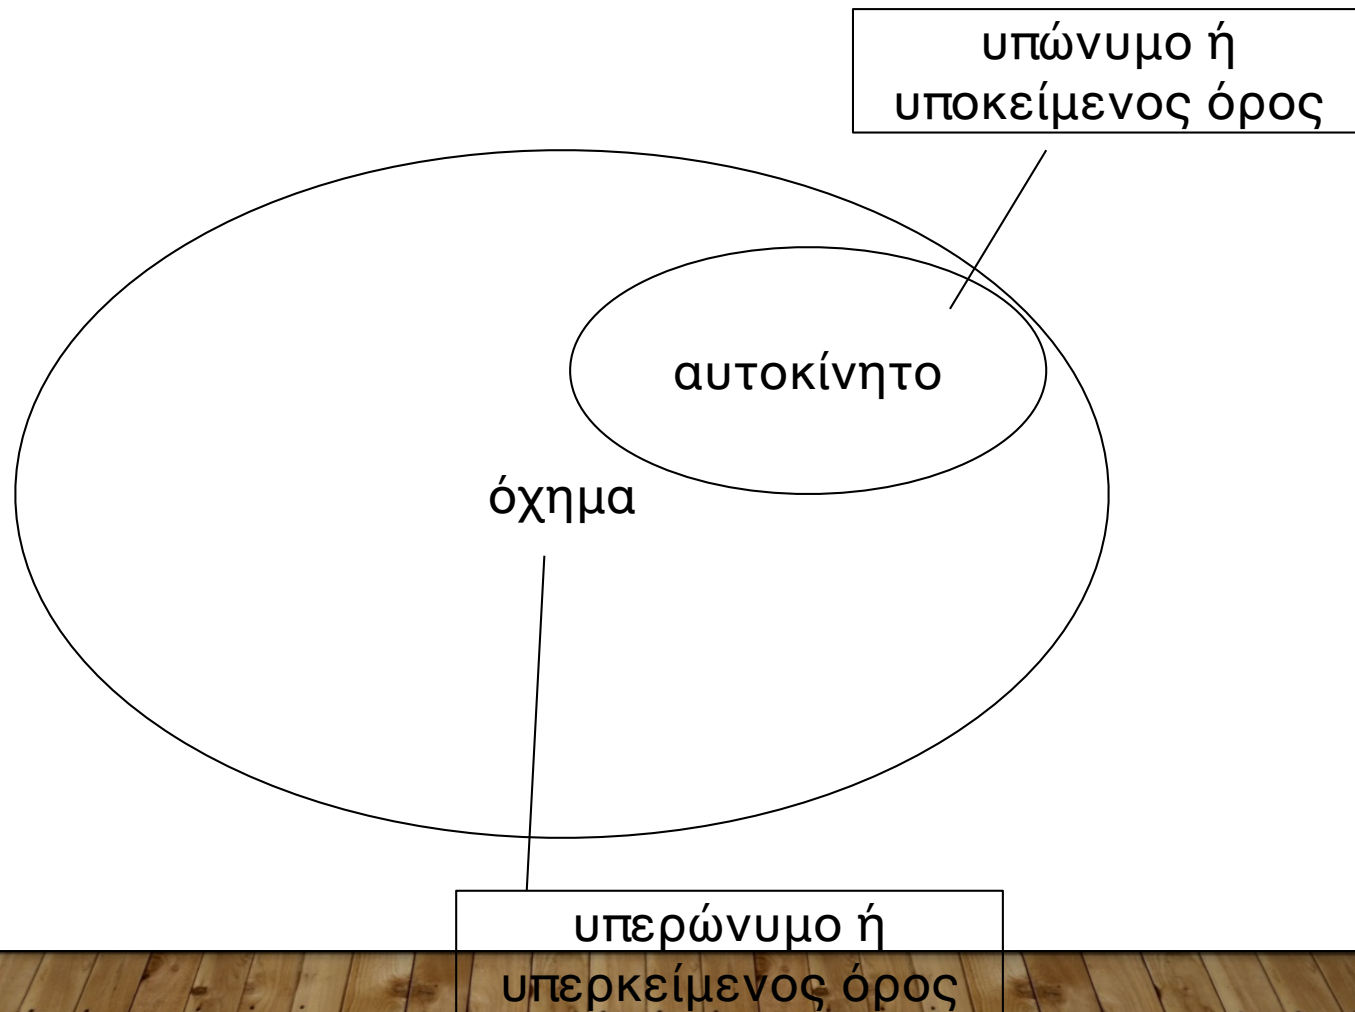 υπώνυμο ή
υποκείμενος όρος
αυτοκίνητο
όχημα
υπερώνυμο ή
υπερκείμενος όρος